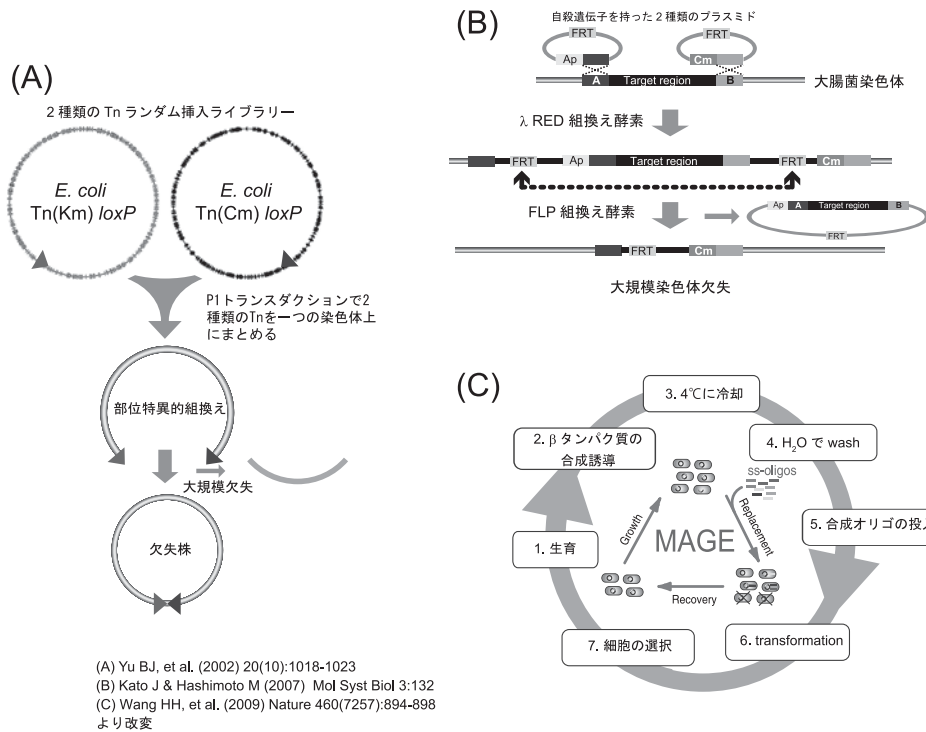 (A)
2種類の Tn ランダム挿入ライブラリー
E. coli
Tn(Km) loxP
E. coli
Tn(Cm) loxP
P1トランスダクションで2
種類のTnを一つの染色体上
にまとめる
部位特異的組換え
大規模欠失
欠失株
(A) Yu BJ, et al. (2002) 20(10):1018-1023
(B) Kato J & Hashimoto M (2007) Mol Syst Biol 3:132
(C) Wang HH, et al. (2009) Nature 460(7257):894-898
より改変
(B)
自殺遺伝子を持った2種類のプラスミド
FRT
FRT
Ap
Cm
A
Target region
B
大腸菌染色体
λ RED 組換え酵素
FRT
Ap
Target region
FRT
Cm
FLP 組換え酵素
Ap
A
Target region
B
FRT
FRT
Cm
大規模染色体欠失
(C)
3. 4℃に冷却
2. β タンパク質の
合成誘導
4. H₂O で wash
ss-oligos
Growth
Replacement
MAGE
Recovery
1. 生育
5. 合成オリゴの投入
7. 細胞の選択
6. transformation